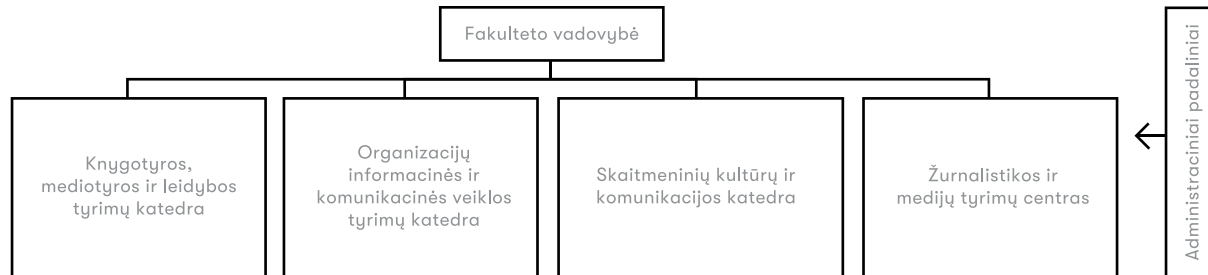 Fakulteto vadovybė
Knygotyros,
mediotyros ir leidybos
tyrimų katedra
Organizacijų
informacinės ir
komunikacinės veiklos
tyrimų katedra
Skaitmeninių kultūrų ir
komunikacijos katedra
Žurnalistikos ir
medijų tyrimų centras
Administraciniai padaliniai